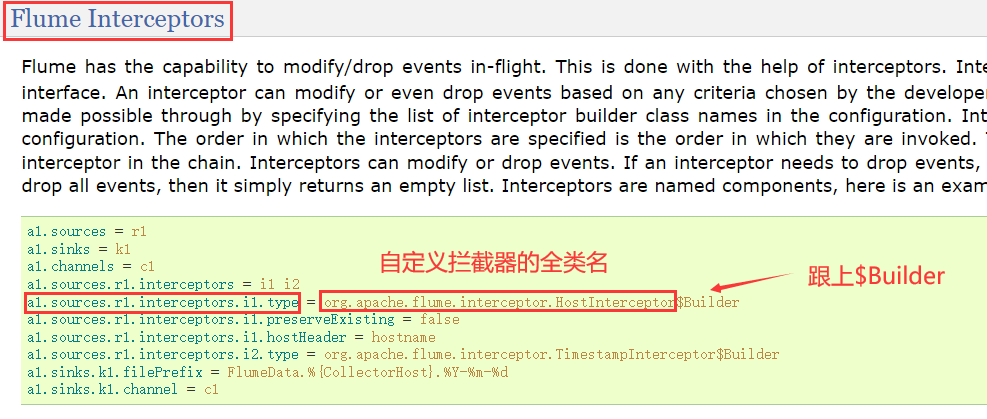 Flume Interceptors
Flume has the capability to modify/drop events in-flight. This is done with the help of interceptors. Inte
interface. An interceptor can modify or even drop events based on any criteria chosen by the develope
made possible through by specifying the list of interceptor builder class names in the configuration. Int
configuration. The order in which the interceptors are specified is the order in which they are invoked.
interceptor in the chain. Interceptors can modify or drop events. If an interceptor needs to drop events,
drop all events, then it simply returns an empty list. Interceptors are named components, here is an exam
a1.sources = r1
a1.sinks = k1
a1.channels = c1
自定义拦截器的全类名
跟上$Builder
a1.sources.r1.interceptors = i1 i2
a1.sources.r1.interceptors.i1.type = org.apache.flume.interceptor.HostInterceptor$Builder
a1.sources.r1.interceptors.i1.preserveExisting = false
a1.sources.r1.interceptors.i1.hostHeader = hostname
a1.sources.r1.interceptors.i2.type = org.apache.flume.interceptor.TimestampInterceptor$Builder
a1.sinks.k1.filePrefix = FlumeData.%{CollectorHost}.%Y-%m-%d
a1.sinks.k1.channel = c1